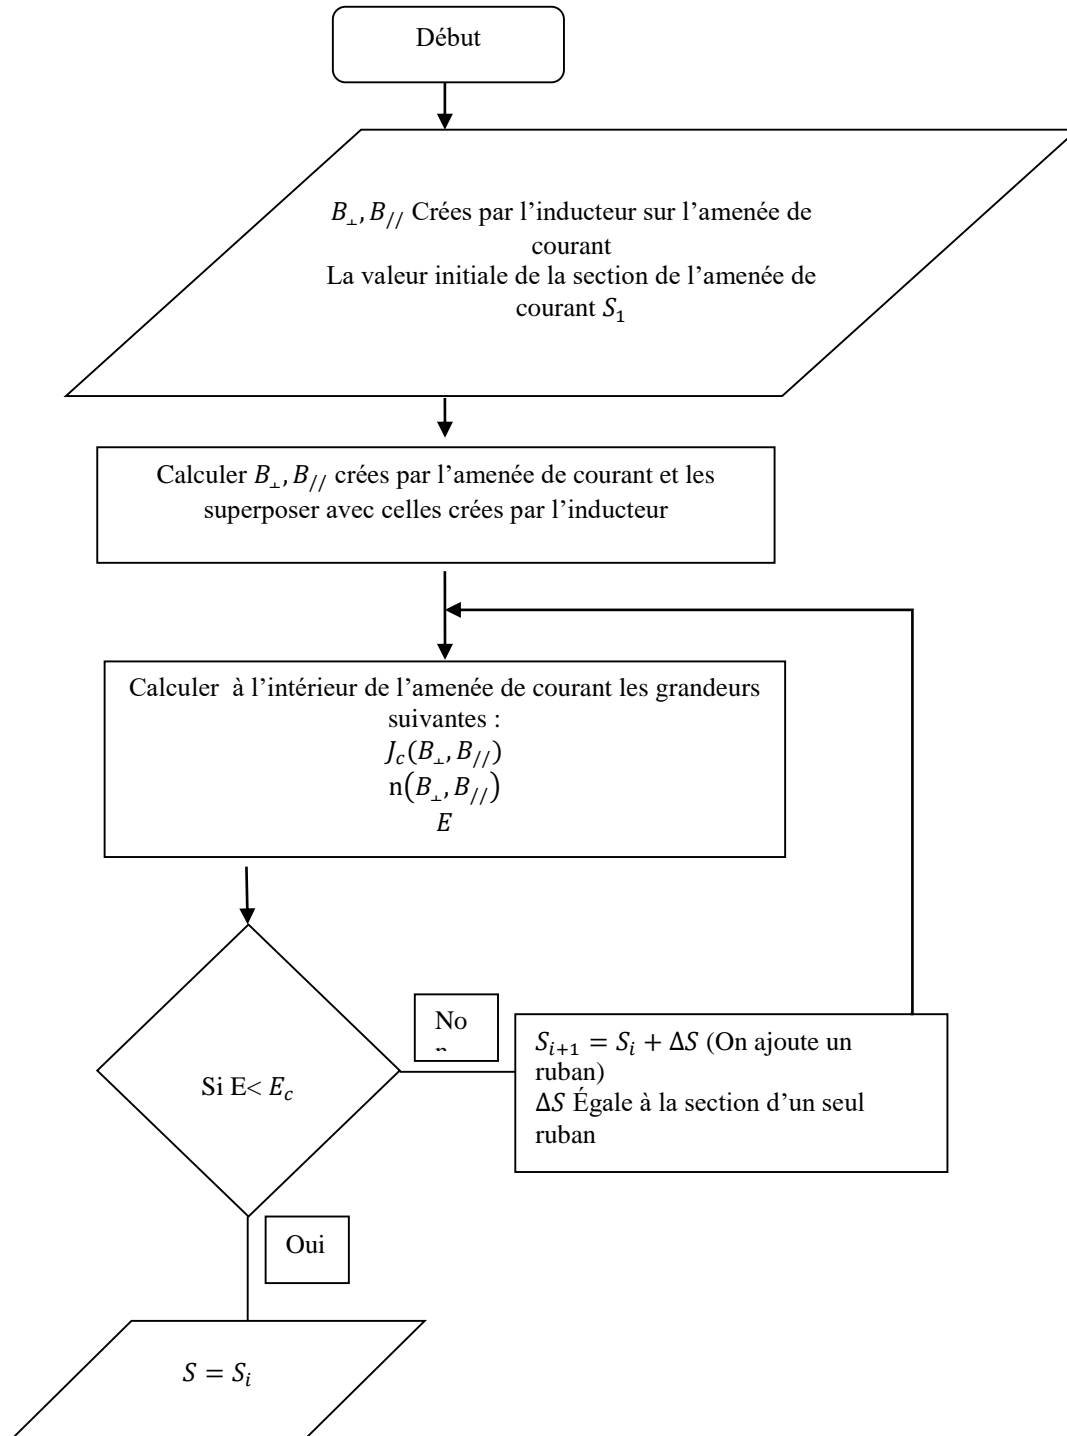 Début
B⊥, B// Crées par l’inducteur sur l’amenée de
courant
La valeur initiale de la section de l’amenée de
courant S₁
Calculer B⊥, B// crées par l’amenée de courant et les
superposer avec celles crées par l’inducteur
Calculer à l’intérieur de l’amenée de courant les grandeurs
suivantes :
Jc(B⊥, B//)
n(B⊥, B//)
E
No
n
Si E< Ec
Sᵢ₊₁ = Sᵢ + ΔS (On ajoute un
ruban)
ΔS Égale à la section d’un seul
ruban
Oui
S = Sᵢ